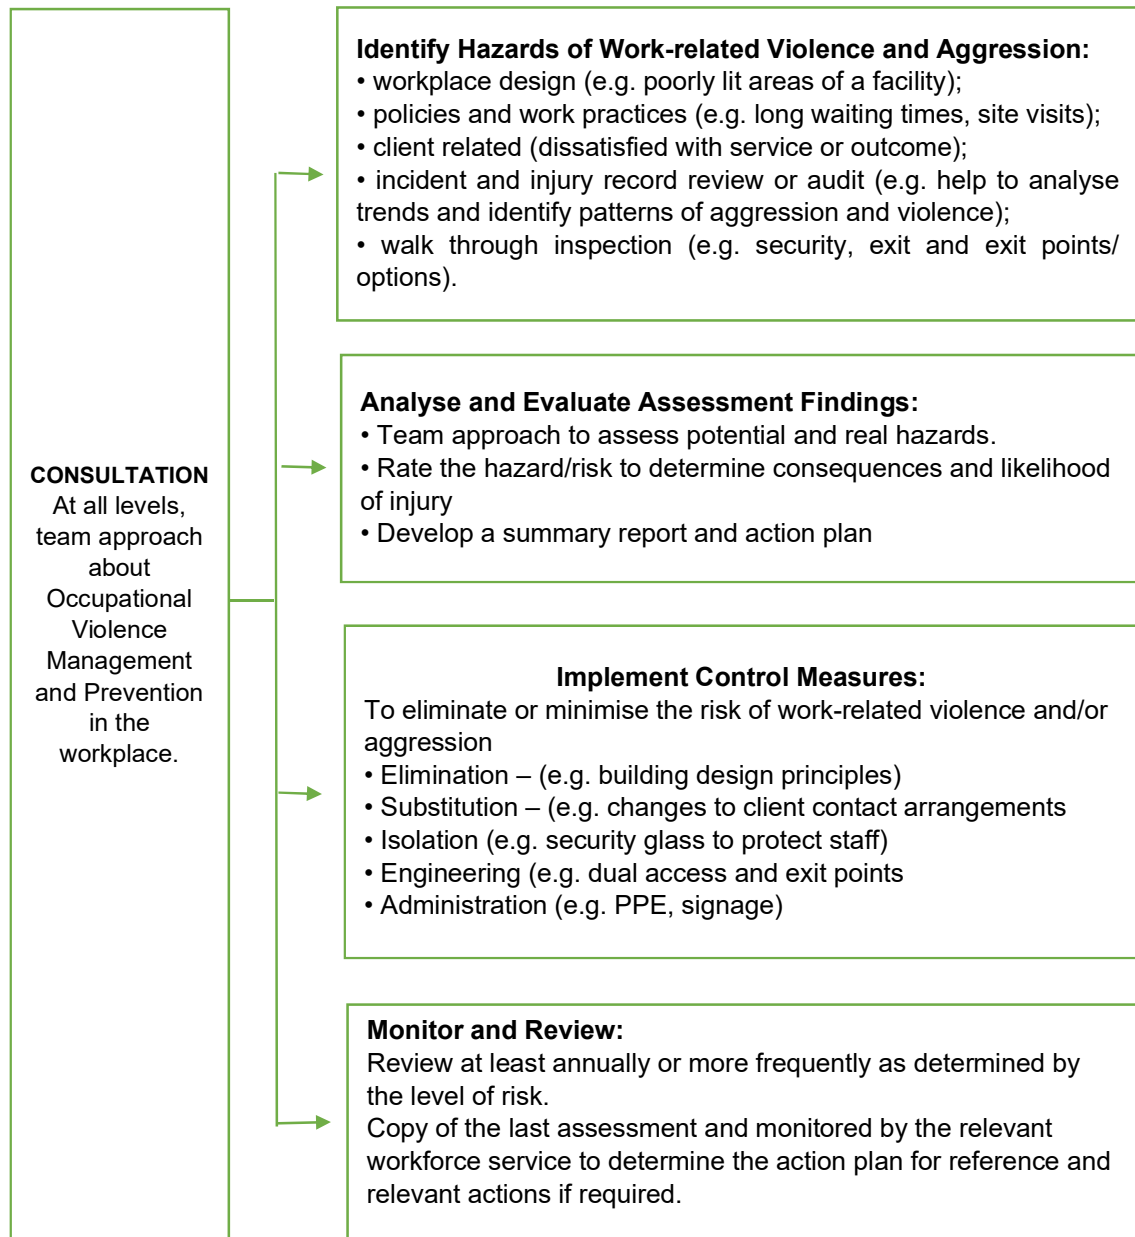 CONSULTATION
At all levels,
team approach
about
Occupational
Violence
Management
and Prevention
in the
workplace.
Identify Hazards of Work-related Violence and Aggression:
• workplace design (e.g. poorly lit areas of a facility);
• policies and work practices (e.g. long waiting times, site visits);
• client related (dissatisfied with service or outcome);
• incident and injury record review or audit (e.g. help to analyse
trends and identify patterns of aggression and violence);
• walk through inspection (e.g. security, exit and exit points/
options).
Analyse and Evaluate Assessment Findings:
• Team approach to assess potential and real hazards.
• Rate the hazard/risk to determine consequences and likelihood
of injury
• Develop a summary report and action plan
Implement Control Measures:
To eliminate or minimise the risk of work-related violence and/or
aggression
• Elimination – (e.g. building design principles)
• Substitution – (e.g. changes to client contact arrangements
• Isolation (e.g. security glass to protect staff)
• Engineering (e.g. dual access and exit points
• Administration (e.g. PPE, signage)
Monitor and Review:
Review at least annually or more frequently as determined by
the level of risk.
Copy of the last assessment and monitored by the relevant
workforce service to determine the action plan for reference and
relevant actions if required.